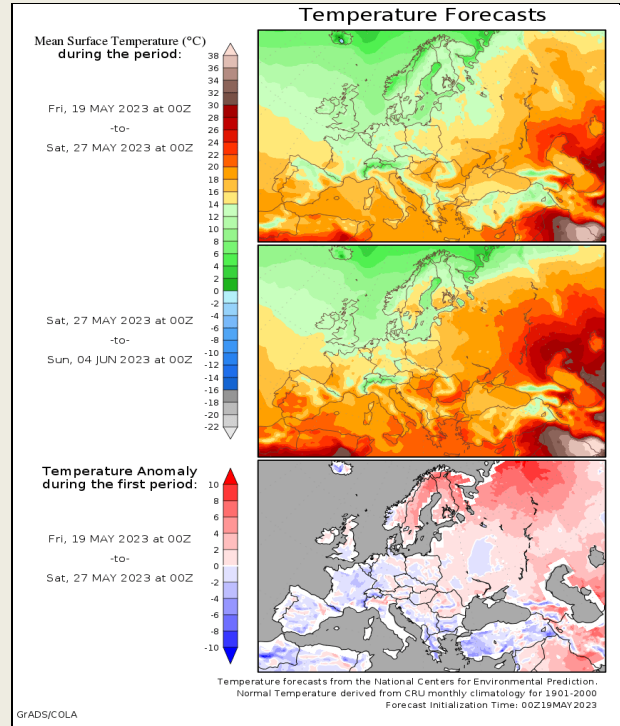 Temperature Forecasts
Mean Surface Temperature (°C)
during the period:
Fri, 19 MAY 2023 at 00Z
-to-
Sat, 27 MAY 2023 at 00Z
38
36
34
32
30
28
26
24
22
20
18
16
14
12
10
8
6
4
2
0
-2
-4
-6
-8
-10
-12
-14
-16
-18
-20
-22
Sat, 27 MAY 2023 at 00Z
-to-
Sun, 04 JUN 2023 at 00Z
Temperature Anomaly
during the first period:
Fri, 19 MAY 2023 at 00Z
-to-
Sat, 27 MAY 2023 at 00Z
10
8
6
4
2
0
-2
-4
-6
-8
-10
Temperature forecasts from the National Centers for Environmental Prediction.
Normal Temperature derived from CRU monthly climatology for 1901-2000
Forecast Initialization Time: 00Z19MAY2023
GrADS/COLA